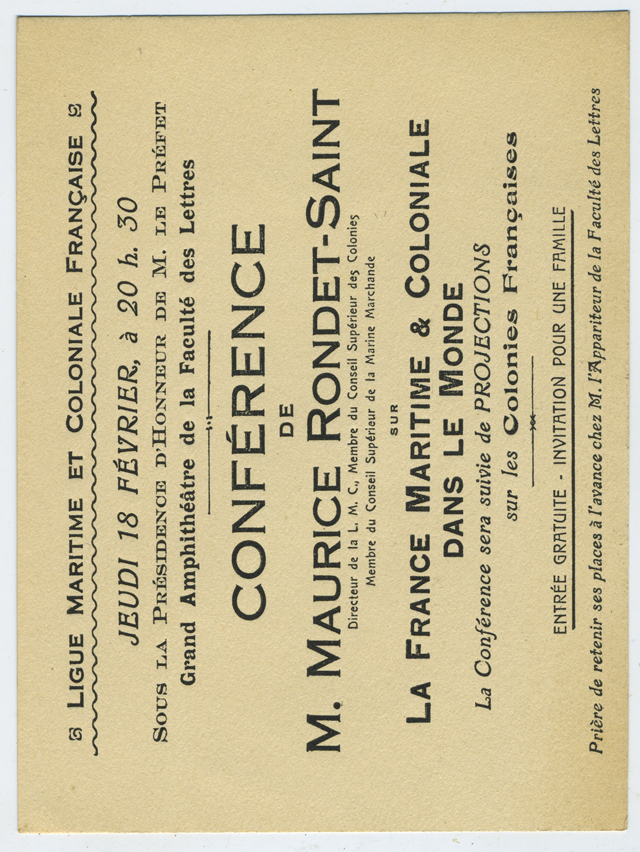 LIGUE MARITIME ET COLONIALE FRANÇAISE
JEUDI 18 FÉVRIER, à 20 h. 30
SOUS LA PRÉSIDENCE D'HONNEUR DE M. LE PRÉFET
Grand Amphithéâtre de la Faculté des Lettres
CONFÉRENCE
DE
M. MAURICE RONDET-SAINT
Directeur de la L. M. C., Membre du Conseil Supérieur des Colonies
Membre du Conseil Supérieur de la Marine Marchande
SUR
LA FRANCE MARITIME & COLONIALE
DANS LE MONDE
La Conférence sera suivie de PROJECTIONS
sur les Colonies Françaises
ENTRÉE GRATUITE - INVITATION POUR UNE FAMILLE
Prière de retenir ses places à l'avance chez M. l'Appariteur de la Faculté des Lettres